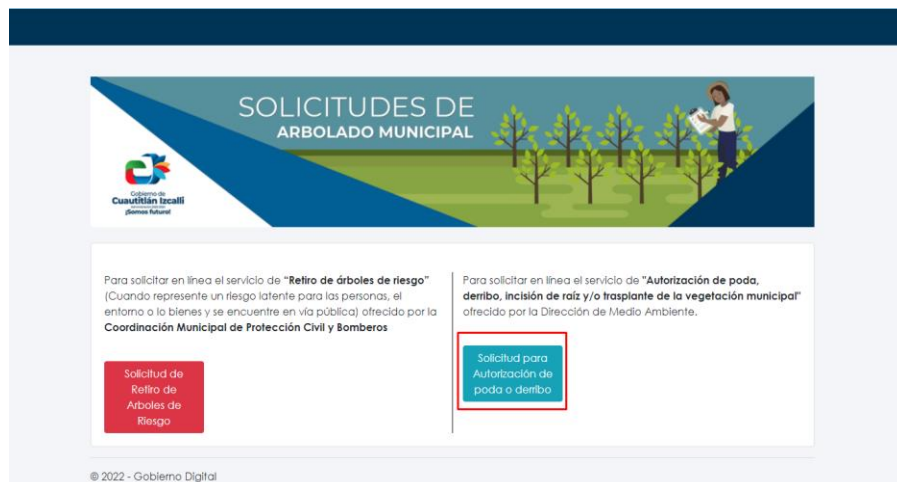 SOLICITUDES DE
ARBOLADO MUNICIPAL
Gobierno de
Cuautitlán Izcalli
¡Somos futuro!
Para solicitar en línea el servicio de “Retiro de árboles de riesgo”
(Cuando represente un riesgo latente para las personas, el
entorno o lo bienes y se encuentre en vía pública) ofrecido por la
Coordinación Municipal de Protección Civil y Bomberos
Solicitud de
Retiro de
Arboles de
Riesgo
Para solicitar en línea el servicio de "Autorización de poda,
derribo, incisión de raíz y/o trasplante de la vegetación municipal"
ofrecido por la Dirección de Medio Ambiente.
Solicitud para
Autorización de
poda o derribo
© 2022 - Gobierno Digital